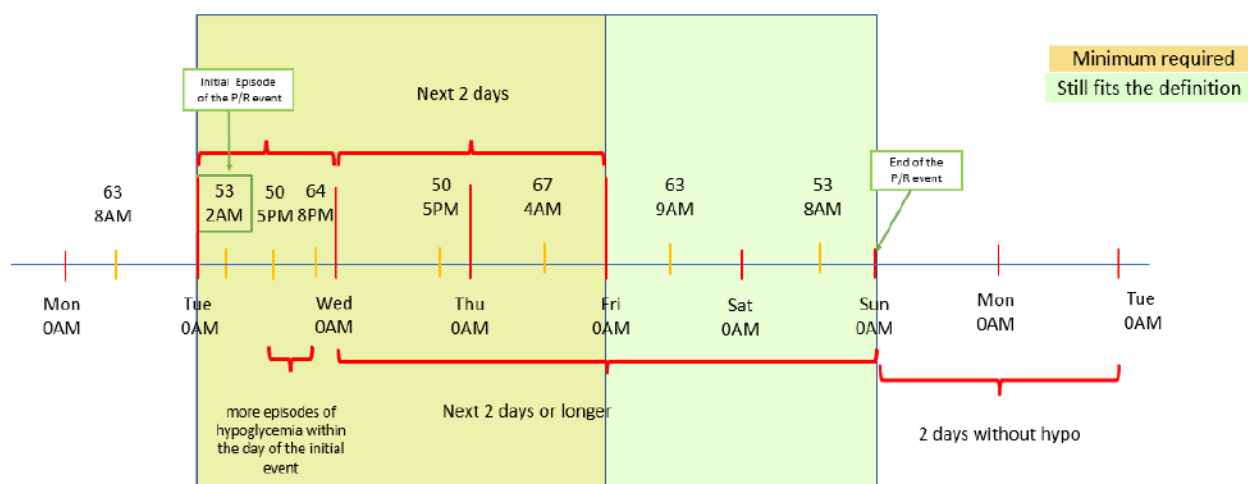 Minimum required
Still fits the definition
Initial Episode
of the P/R event
Next 2 days
End of the
P/R event
63
8AM
53
2AM
50
5PM
64
8PM
50
5PM
67
4AM
63
9AM
53
8AM
Mon
0AM
Tue
0AM
Wed
0AM
Thu
0AM
Fri
0AM
Sat
0AM
Sun
0AM
Mon
0AM
Tue
0AM
more episodes of
hypoglycemia within
the day of the initial
event
Next 2 days or longer
2 days without hypo